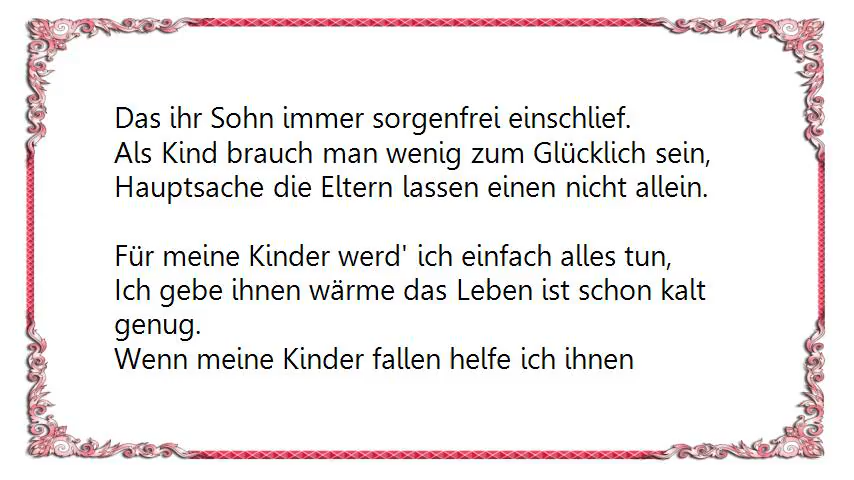 Das ihr Sohn immer sorgenfrei einschlief.
Als Kind brauch man wenig zum Glücklich sein,
Hauptsache die Eltern lassen einen nicht allein.
Für meine Kinder werd' ich einfach alles tun,
Ich gebe ihnen wärme das Leben ist schon kalt
genug.
Wenn meine Kinder fallen helfe ich ihnen